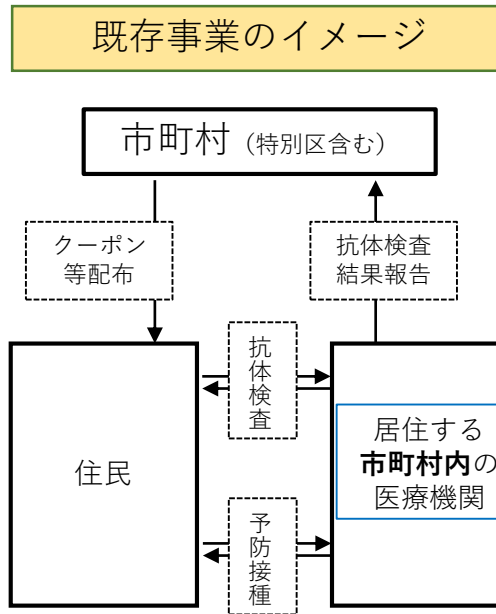 既存事業のイメージ
市町村（特別区含む）
クーポン
等配布
抗体検査
結果報告
抗体検査
住民
居住する
市町村内の
医療機関
予防接種